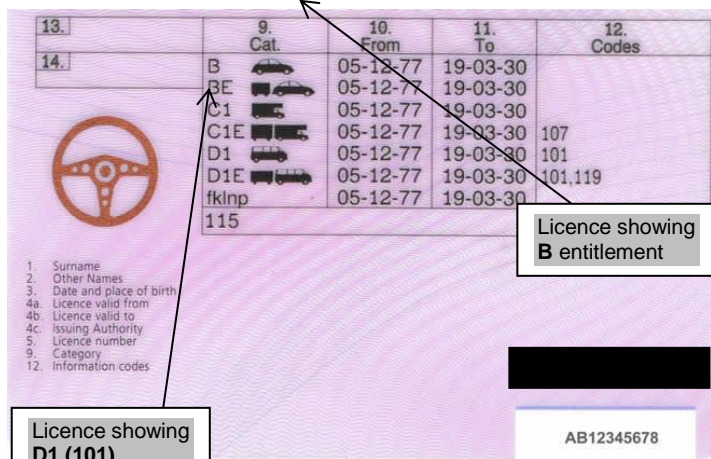 13.
9. Cat. 10. From 11. To 12. Codes
14.
B 05-12-77 19-03-30
BE 05-12-77 19-03-30
C1 05-12-77 19-03-30
C1E 05-12-77 19-03-30 107
D1 05-12-77 19-03-30 101
D1E 05-12-77 19-03-30 101,119
fklnp 05-12-77 19-03-30
115
Licence showing
B entitlement
1. Surname
2. Other Names
3. Date and place of birth
4a. Licence valid from
4b. Licence valid to
4c. Issuing Authority
5. Licence number
9. Category
12. Information codes
Licence showing
D1 (101)
AB12345678